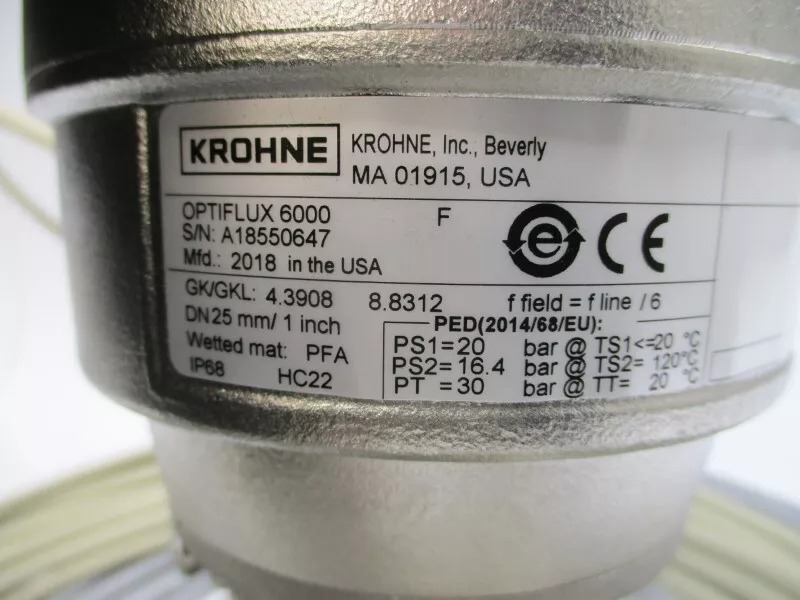 KROHNE
KROHNE, Inc., Beverly
MA 01915, USA
OPTIFLUX 6000 F
S/N: A18550647
Mfd.: 2018 in the USA
e CE
GK/GKL: 4.3908 8.8312 f field = f line / 6
DN25 mm/ 1 inch
Wetted mat: PFA
IP68 HC22
PED(2014/68/EU):
PS1=20 bar @ TS1<=-20 °C
PS2= 16.4 bar @ TS2= 120°C
PT =30 bar @ TT= 20 °C